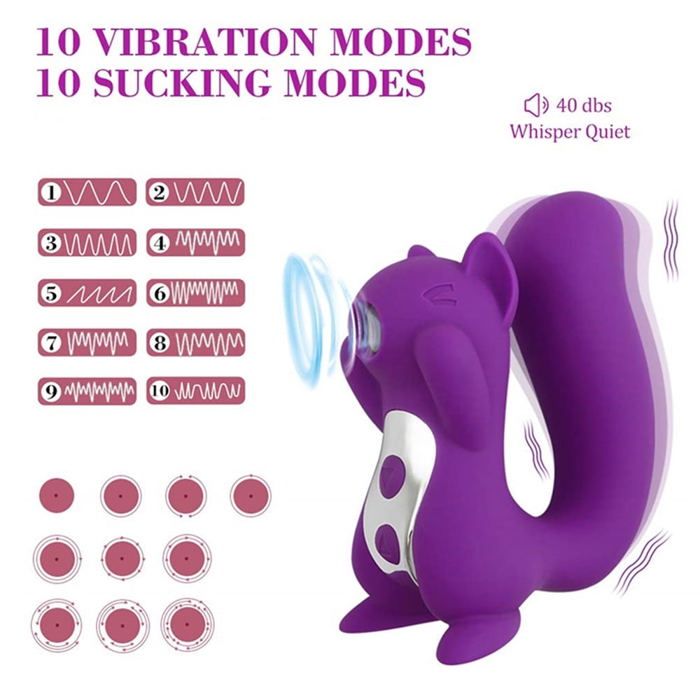 10 VIBRATION MODES
10 SUCKING MODES
40 dbs
Whisper Quiet
1 2
3 4
5 6
7 8
9 10